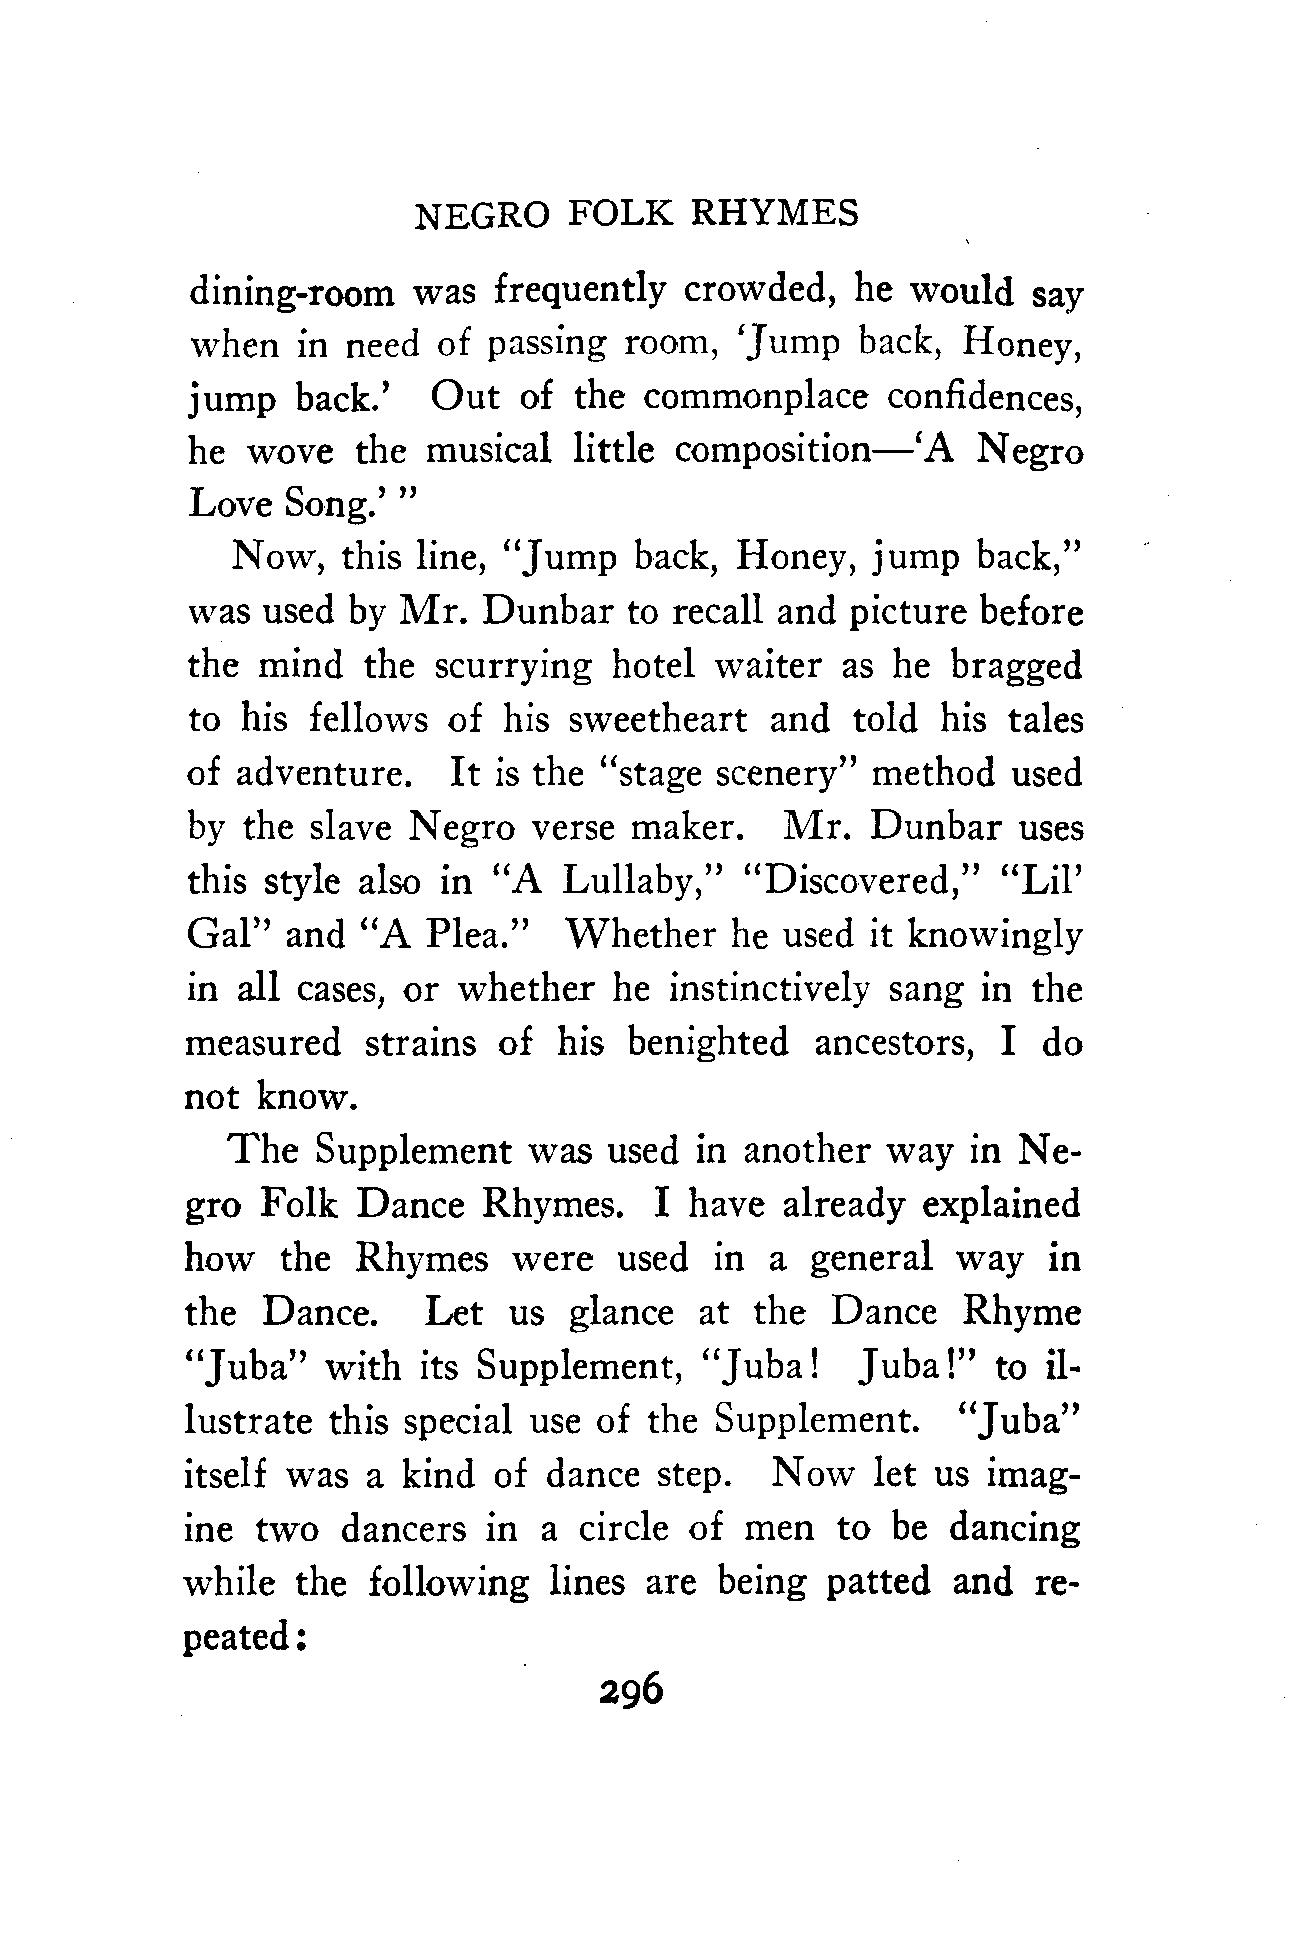 NEGRO FOLK RHYMES
dining-room was frequently crowded, he would say
when in need of passing room, ‘Jump back, Honey,
jump back.’ Out of the commonplace confidences,
he wove the musical little composition—‘A Negro
Love Song.’ ”
Now, this line, “Jump back, Honey, jump back,”
was used by Mr. Dunbar to recall and picture before
the mind the scurrying hotel waiter as he bragged
to his fellows of his sweetheart and told his tales
of adventure. It is the “stage scenery” method used
by the slave Negro verse maker. Mr. Dunbar uses
this style also in “A Lullaby,” “Discovered,” “Lil’
Gal” and “A Plea.” Whether he used it knowingly
in all cases, or whether he instinctively sang in the
measured strains of his benighted ancestors, I do
not know.
The Supplement was used in another way in Ne-
gro Folk Dance Rhymes. I have already explained
how the Rhymes were used in a general way in
the Dance. Let us glance at the Dance Rhyme
“Juba” with its Supplement, “Juba! Juba!” to il-
lustrate this special use of the Supplement. “Juba”
itself was a kind of dance step. Now let us imag-
ine two dancers in a circle of men to be dancing
while the following lines are being patted and re-
peated:
296